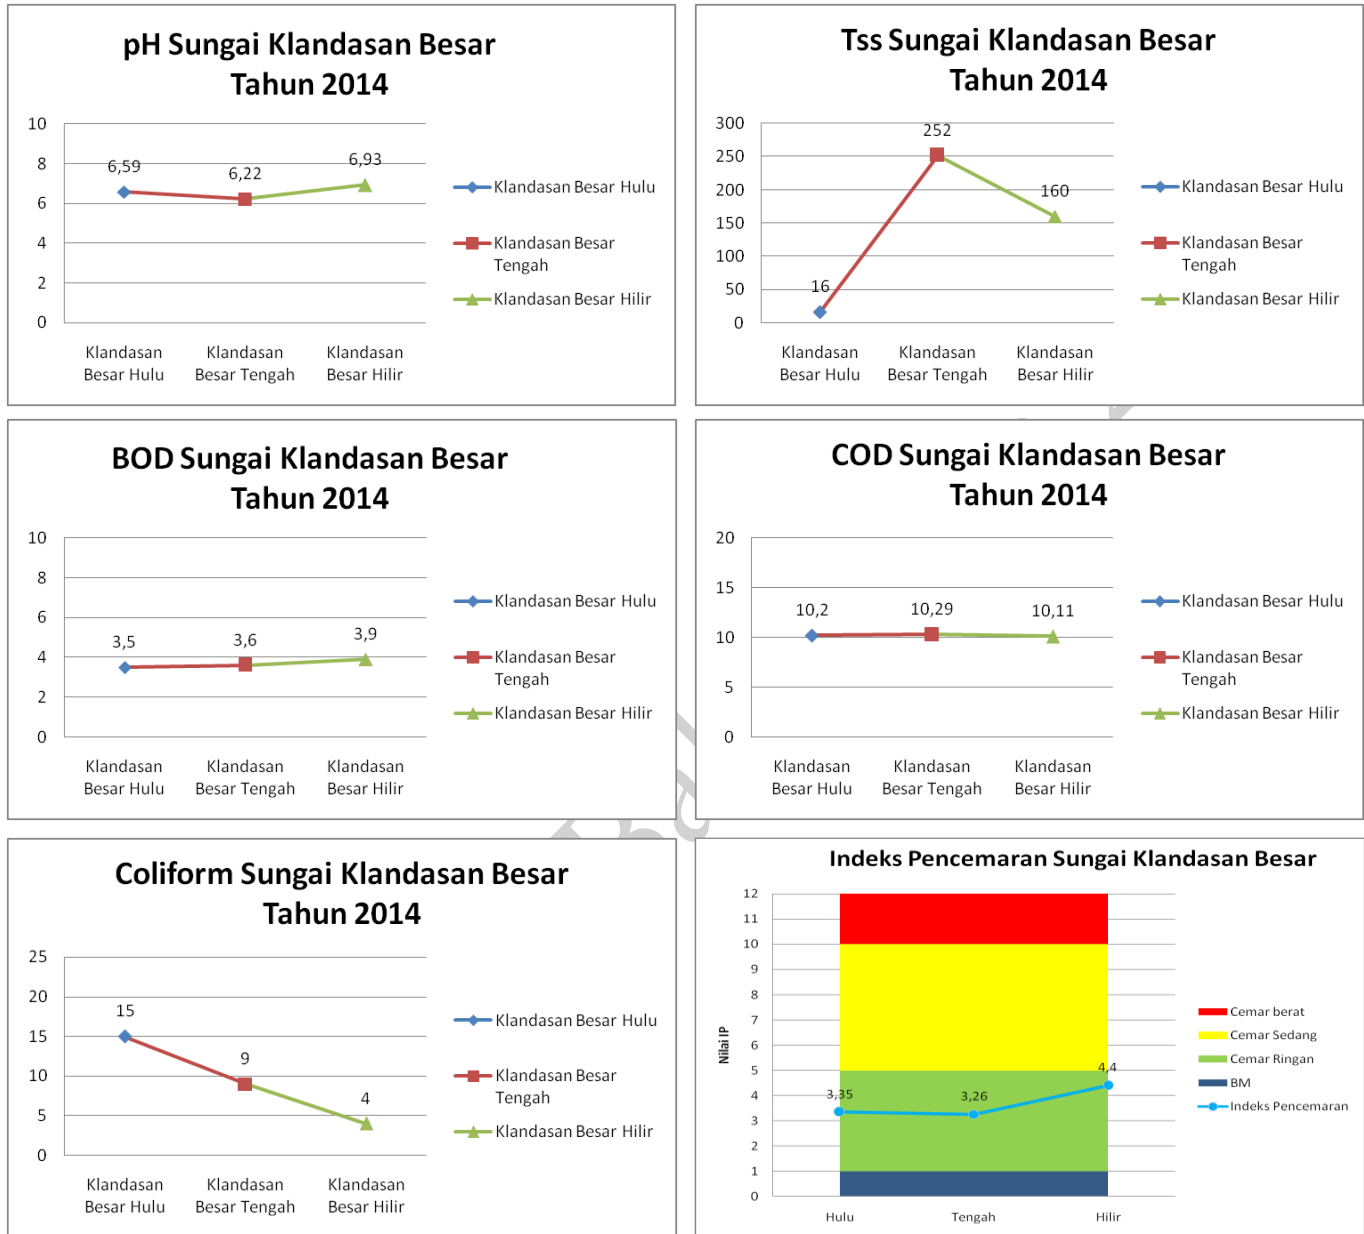 pH Sungai Klandasan Besar
Tahun 2014
10
8
6
4
2
0
6,59
6,22
6,93
Klandasan
Besar Hulu
Klandasan
Besar Tengah
Klandasan
Besar Hilir
Klandasan Besar Hulu
Klandasan Besar
Tengah
Klandasan Besar Hilir
Tss Sungai Klandasan Besar
Tahun 2014
300
250
200
150
100
50
0
16
252
160
Klandasan
Besar Hulu
Klandasan
Besar Tengah
Klandasan
Besar Hilir
Klandasan Besar Hulu
Klandasan Besar
Tengah
Klandasan Besar Hilir
BOD Sungai Klandasan Besar
Tahun 2014
10
8
6
4
2
0
3,5
3,6
3,9
Klandasan
Besar Hulu
Klandasan
Besar Tengah
Klandasan
Besar Hilir
Klandasan Besar Hulu
Klandasan Besar
Tengah
Klandasan Besar Hilir
COD Sungai Klandasan Besar
Tahun 2014
20
15
10
5
0
10,2
10,29
10,11
Klandasan
Besar Hulu
Klandasan
Besar Tengah
Klandasan
Besar Hilir
Klandasan Besar Hulu
Klandasan Besar
Tengah
Klandasan Besar Hilir
Coliform Sungai Klandasan Besar
Tahun 2014
25
20
15
10
5
0
15
9
4
Klandasan
Besar Hulu
Klandasan
Besar Tengah
Klandasan
Besar Hilir
Klandasan Besar Hulu
Klandasan Besar
Tengah
Klandasan Besar Hilir
Indeks Pencemaran Sungai Klandasan Besar
Nilai IP
12
11
10
9
8
7
6
5
4
3
2
1
0
3,35
3,26
4,4
Hulu
Tengah
Hilir
Cemar berat
Cemar Sedang
Cemar Ringan
BM
Indeks Pencemaran